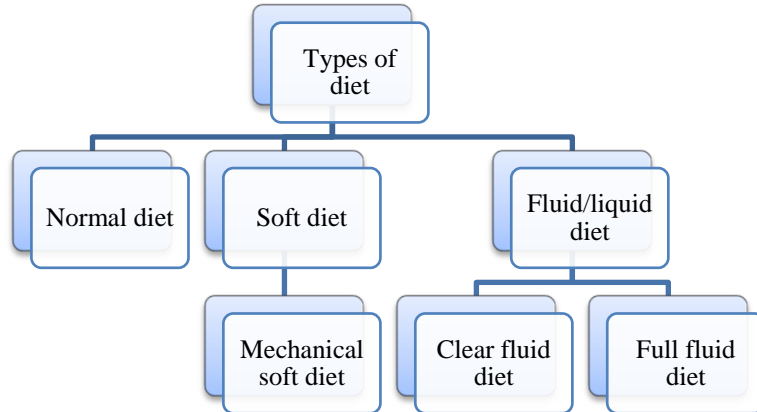 Types of
diet
Normal diet
Soft diet
Fluid/liquid
diet
Mechanical
soft diet
Clear fluid
diet
Full fluid
diet